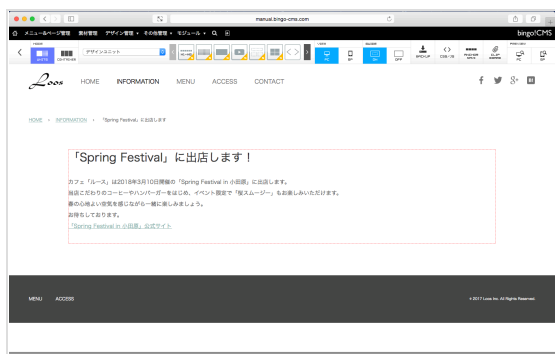 manual.bingo-cms.com
メニュー&ページ管理 素材管理 デザイン管理 その他管理 モジュール bingo!CMS
デザインユニット
PC SP ON OFF BACKUP CSS/JS PC SP
Loos HOME INFORMATION MENU ACCESS CONTACT
HOME INFORMATION 「Spring Festival」に出店します
「Spring Festival」に出店します！
カフェ「ルース」は2018年3月10日開催の「Spring Festival in 小田原」に出店します。
当店こだわりのコーヒーやハンバーガーをはじめ、イベント限定で「桜スムージー」もお楽しみいただけます。
春の心地よい空気を感じながら一緒に楽しみましょう。
お待ちしております。
「Spring Festival in 小田原」公式サイト
MENU ACCESS © 2017 Loos Inc. All Rights Reserved.